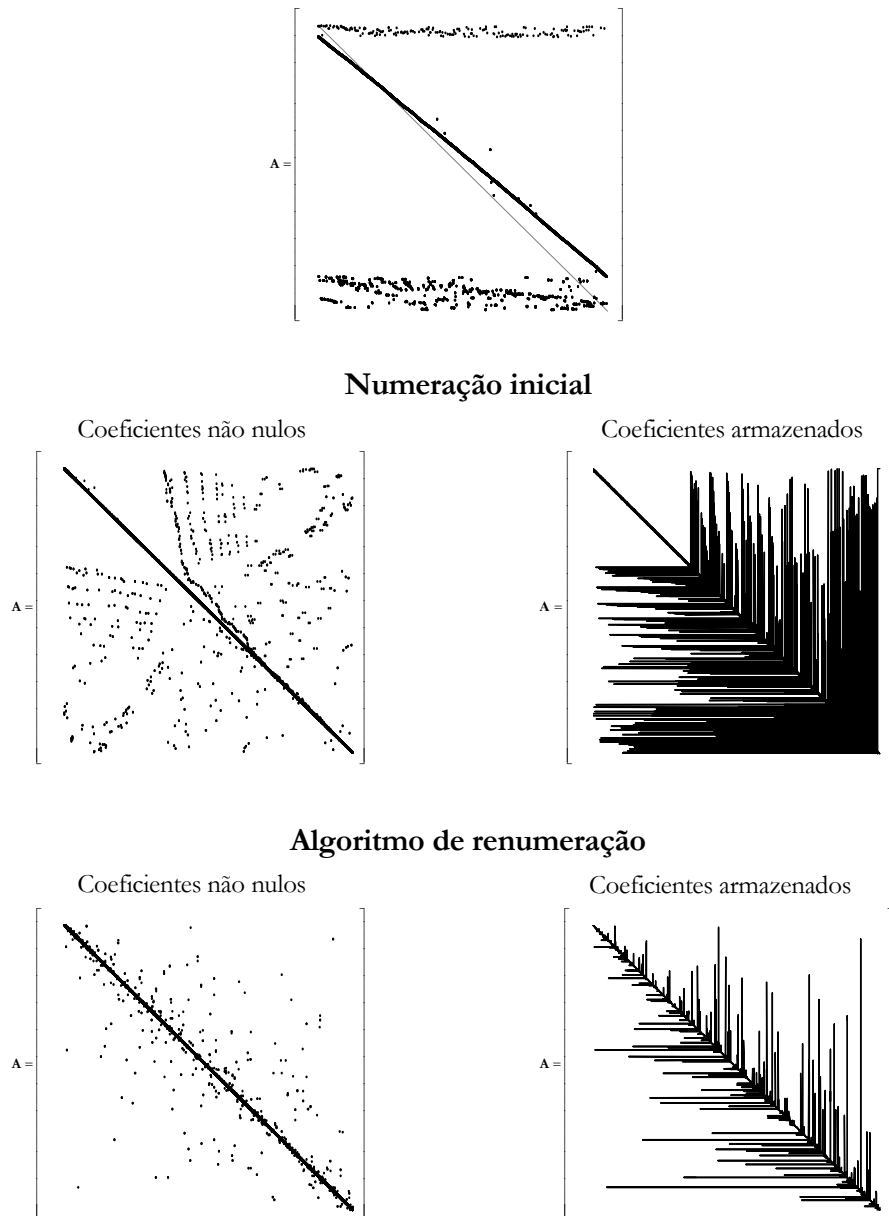 A =
Numeração inicial
Coeficientes não nulos
Coeficientes armazenados
A =
A =
Algoritmo de renumeração
Coeficientes não nulos
Coeficientes armazenados
A =
A =